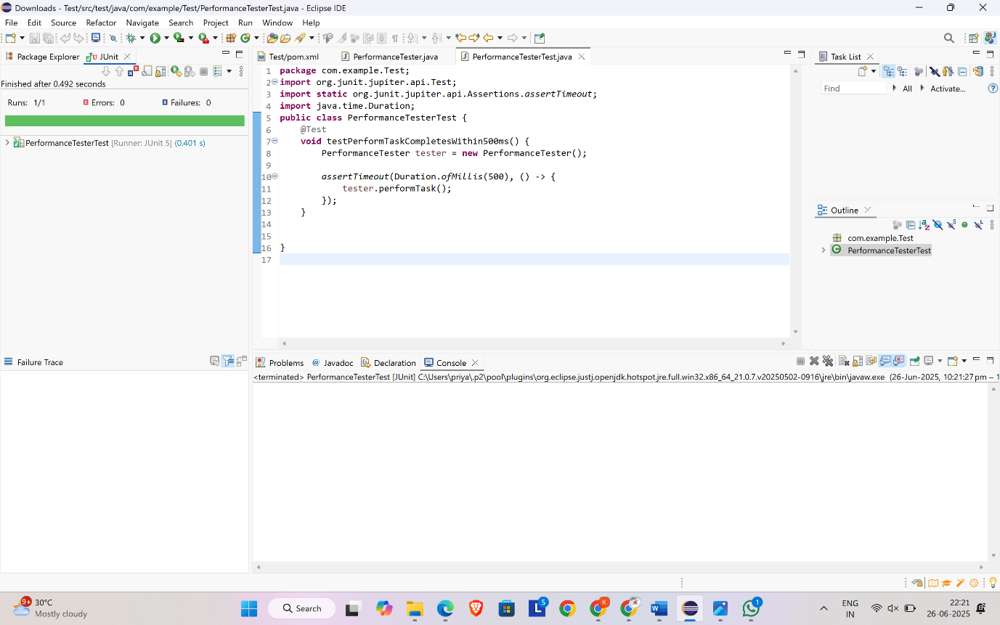 Downloads - Test/src/test/java/com/example/Test/PerformanceTesterTest.java - Eclipse IDE
File Edit Source Refactor Navigate Search Project Run Window Help
Package Explorer JUnit
Finished after 0.492 seconds
Runs: 1/1 Errors: 0 Failures: 0
PerformanceTesterTest [Runner: JUnit 5] (0.401 s)
Failure Trace
Test/pom.xml PerformanceTester.java PerformanceTesterTest.java
1 package com.example.Test;
2 import org.junit.jupiter.api.Test;
3 import static org.junit.jupiter.api.Assertions.assertTimeout;
4 import java.time.Duration;
5 public class PerformanceTesterTest {
6 @Test
7 void testPerformTaskCompletesWithin500ms() {
8 PerformanceTester tester = new PerformanceTester();
9
10 assertTimeout(Duration.ofMillis(500), () -> {
11 tester.performTask();
12 });
13 }
14
15
16 }
17
Task List
Find All Activate...
Outline
com.example.Test
PerformanceTesterTest
Problems @ Javadoc Declaration Console
<terminated> PerformanceTesterTest [JUnit] C:\Users\priya\.p2\pool\plugins\org.eclipse.justj.openjdk.hotspot.jre.full.win32.x86_64_21.0.7.v20250502-0916\jre\bin\javaw.exe (26-Jun-2025, 10:21:27 pm – 1
9+ 30°C
Mostly cloudy
Search
L 5
K
1
ENG
IN
22:21
26-06-2025